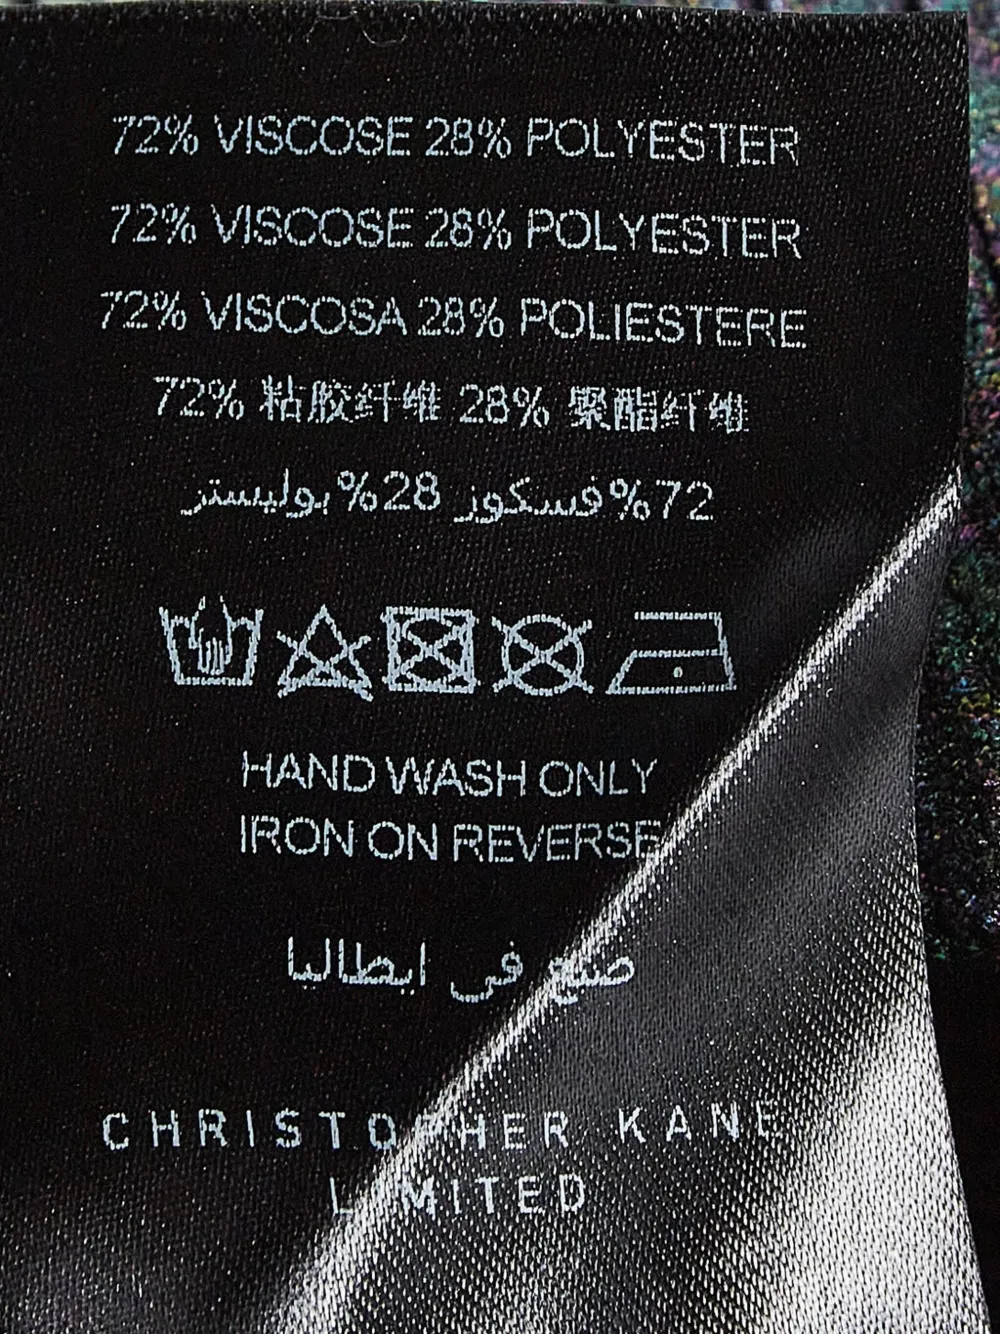 72% VISCOSE 28% POLYESTER
72% VISCOSE 28% POLYESTER
72% VISCOSA 28% POLIESTERE
72% 粘胶纤维 28% 聚酯纤维
72%فسكوز 28%بوليستر
HAND WASH ONLY
IRON ON REVERSE
صنع في ايطاليا
CHRISTOPHER KANE
LIMITED